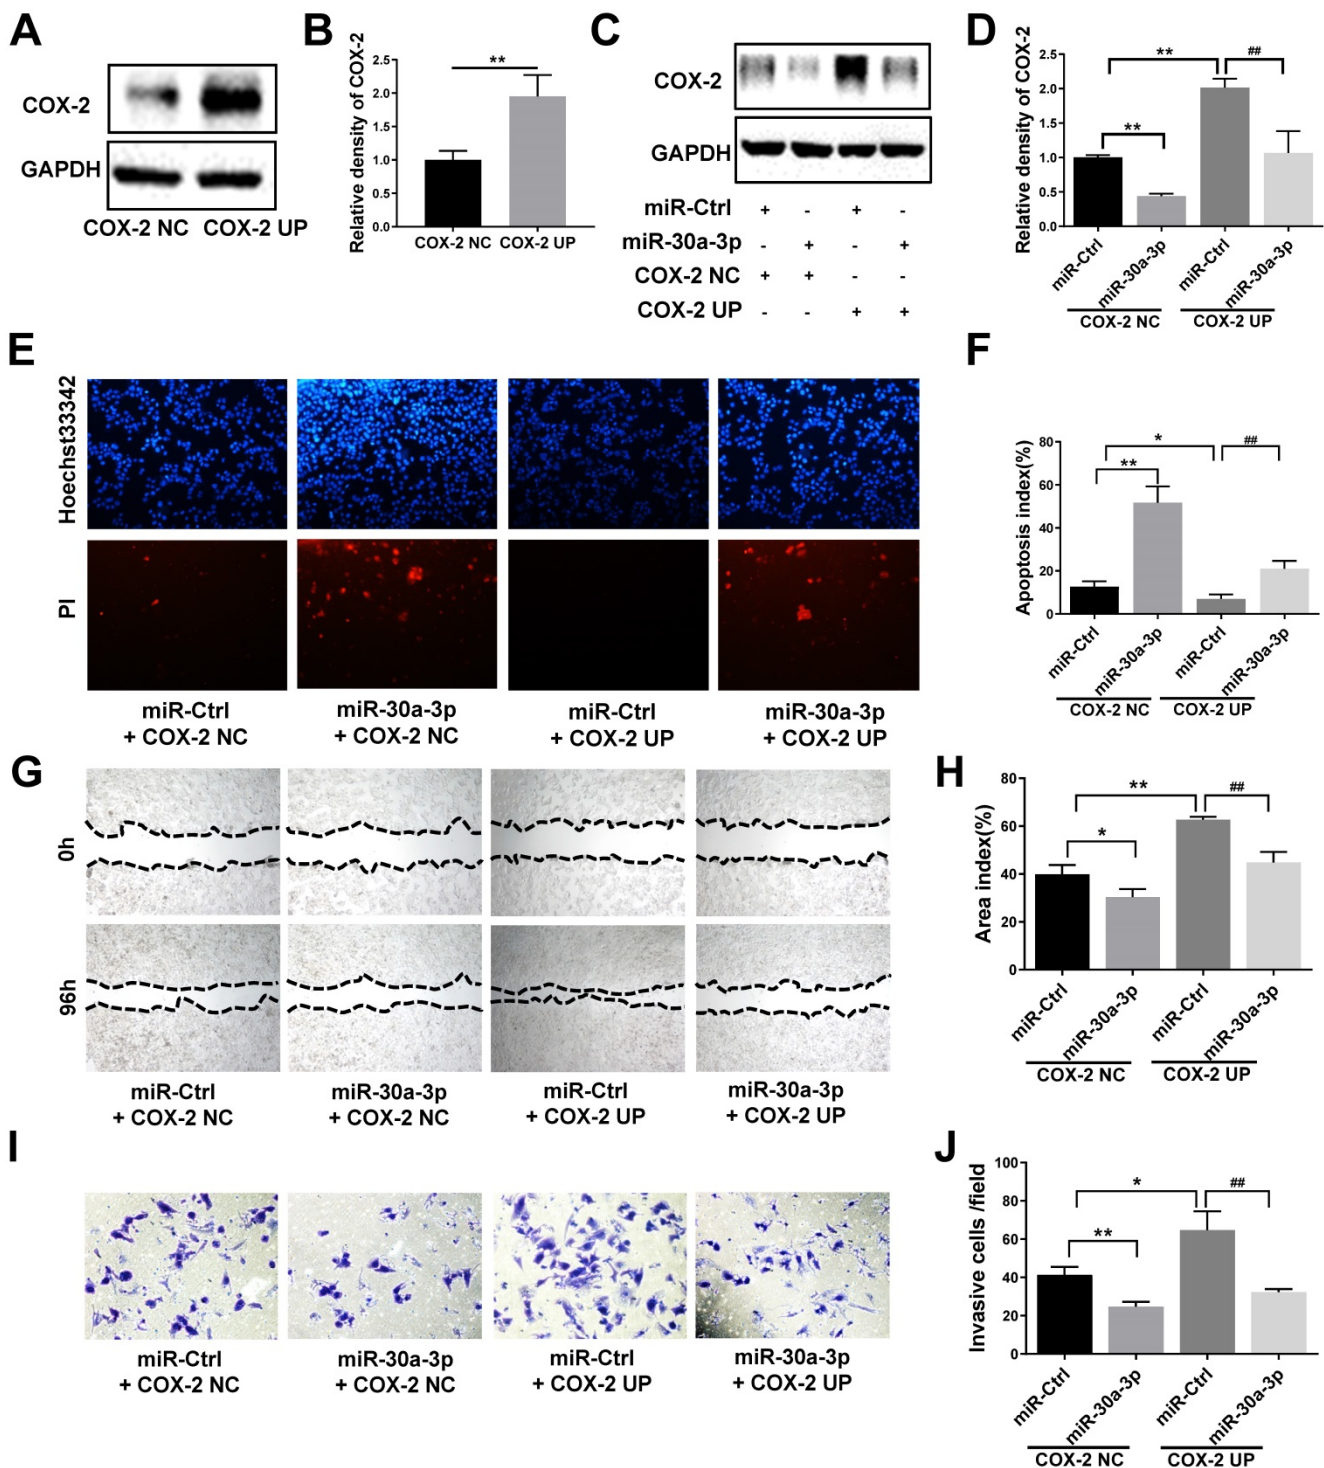 A
COX-2
GAPDH
COX-2 NC COX-2 UP
B
Relative density of COX-2
2.5
2.0
1.5
1.0
0.5
0.0
**
COX-2 NC COX-2 UP
C
COX-2
GAPDH
miR-Ctrl + - + -
miR-30a-3p - + - +
COX-2 NC + + - -
COX-2 UP - - + +
D
Relative density of COX-2
2.5
2.0
1.5
1.0
0.5
0.0
** ##
**
miR-Ctrl miR-30a-3p miR-Ctrl miR-30a-3p
COX-2 NC COX-2 UP
E
Hoechst33342
PI
miR-Ctrl + COX-2 NC
miR-30a-3p + COX-2 NC
miR-Ctrl + COX-2 UP
miR-30a-3p + COX-2 UP
F
Apoptosis index(%)
80
60
40
20
0
* ##
**
miR-Ctrl miR-30a-3p miR-Ctrl miR-30a-3p
COX-2 NC COX-2 UP
G
0h
96h
miR-Ctrl + COX-2 NC
miR-30a-3p + COX-2 NC
miR-Ctrl + COX-2 UP
miR-30a-3p + COX-2 UP
H
Area index(%)
80
60
40
20
0
** ##
*
miR-Ctrl miR-30a-3p miR-Ctrl miR-30a-3p
COX-2 NC COX-2 UP
I
miR-Ctrl + COX-2 NC
miR-30a-3p + COX-2 NC
miR-Ctrl + COX-2 UP
miR-30a-3p + COX-2 UP
J
Invasive cells /field
100
80
60
40
20
0
* ##
**
miR-Ctrl miR-30a-3p miR-Ctrl miR-30a-3p
COX-2 NC COX-2 UP